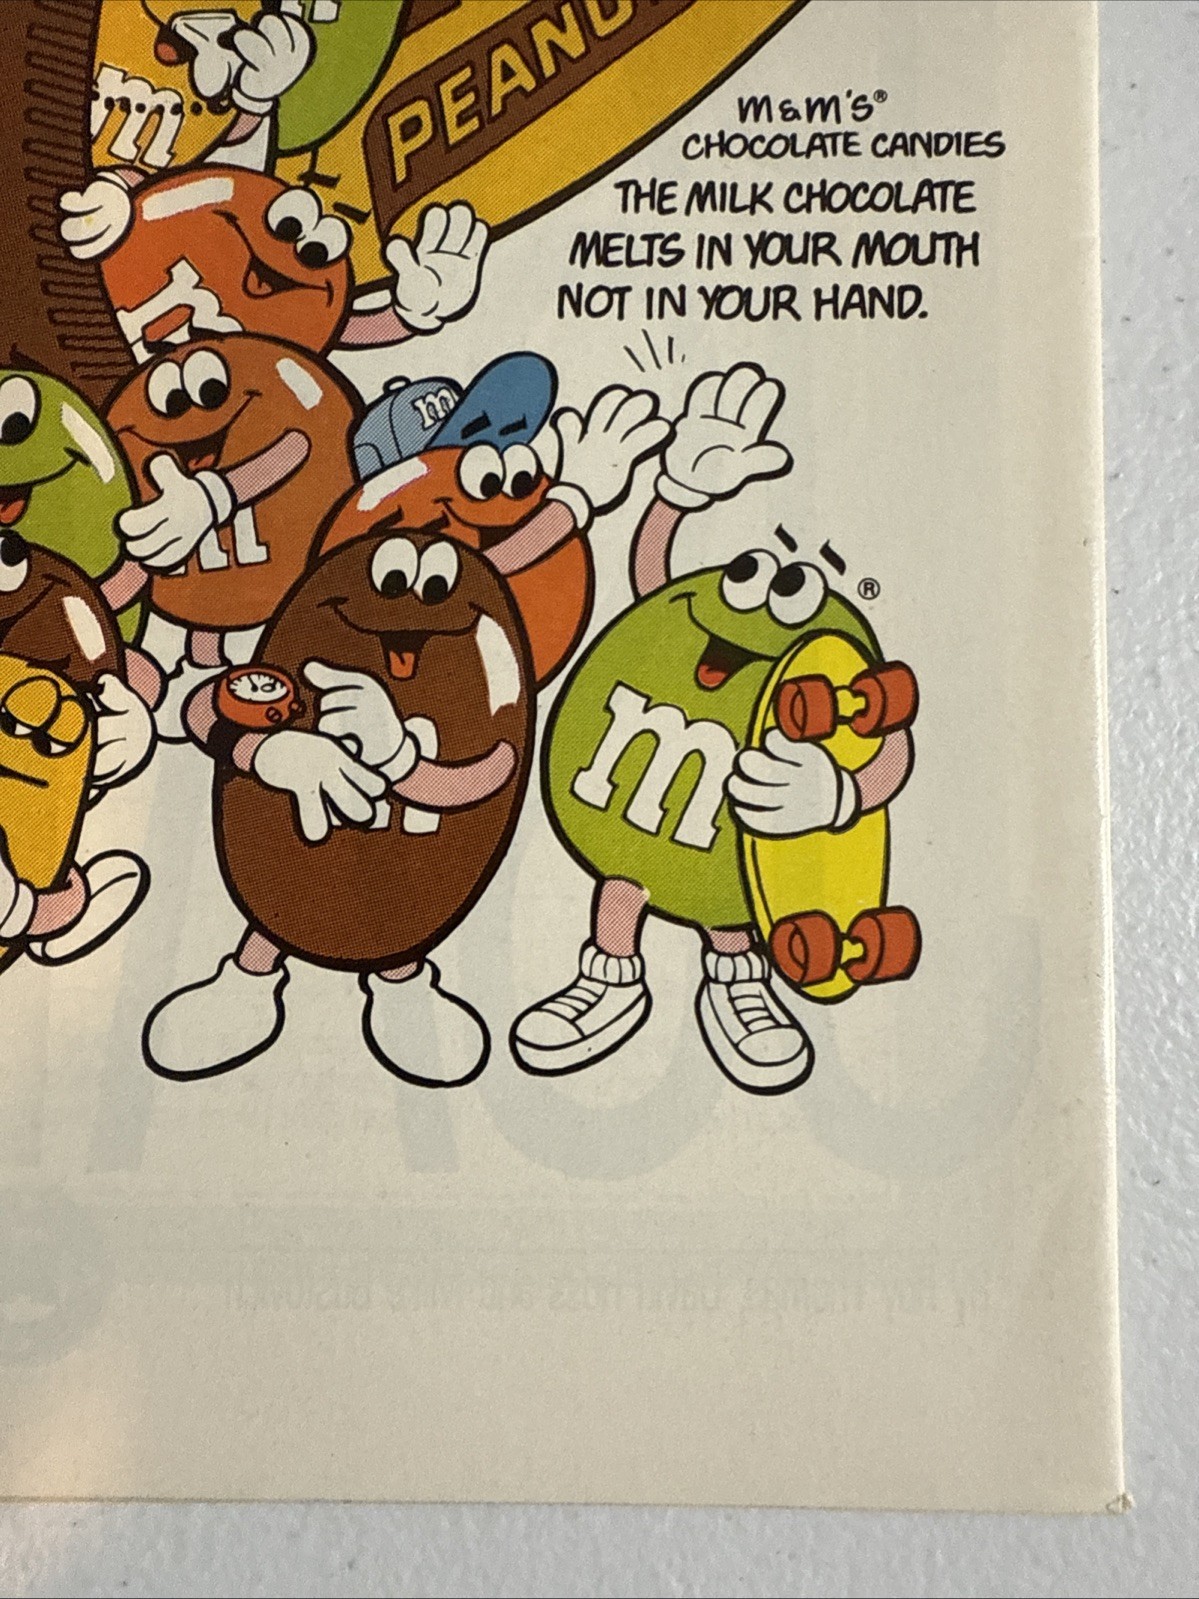 PEANU
m
M&M'S®
CHOCOLATE CANDIES
THE MILK CHOCOLATE
MELTS IN YOUR MOUTH
NOT IN YOUR HAND.
m
m
®
m